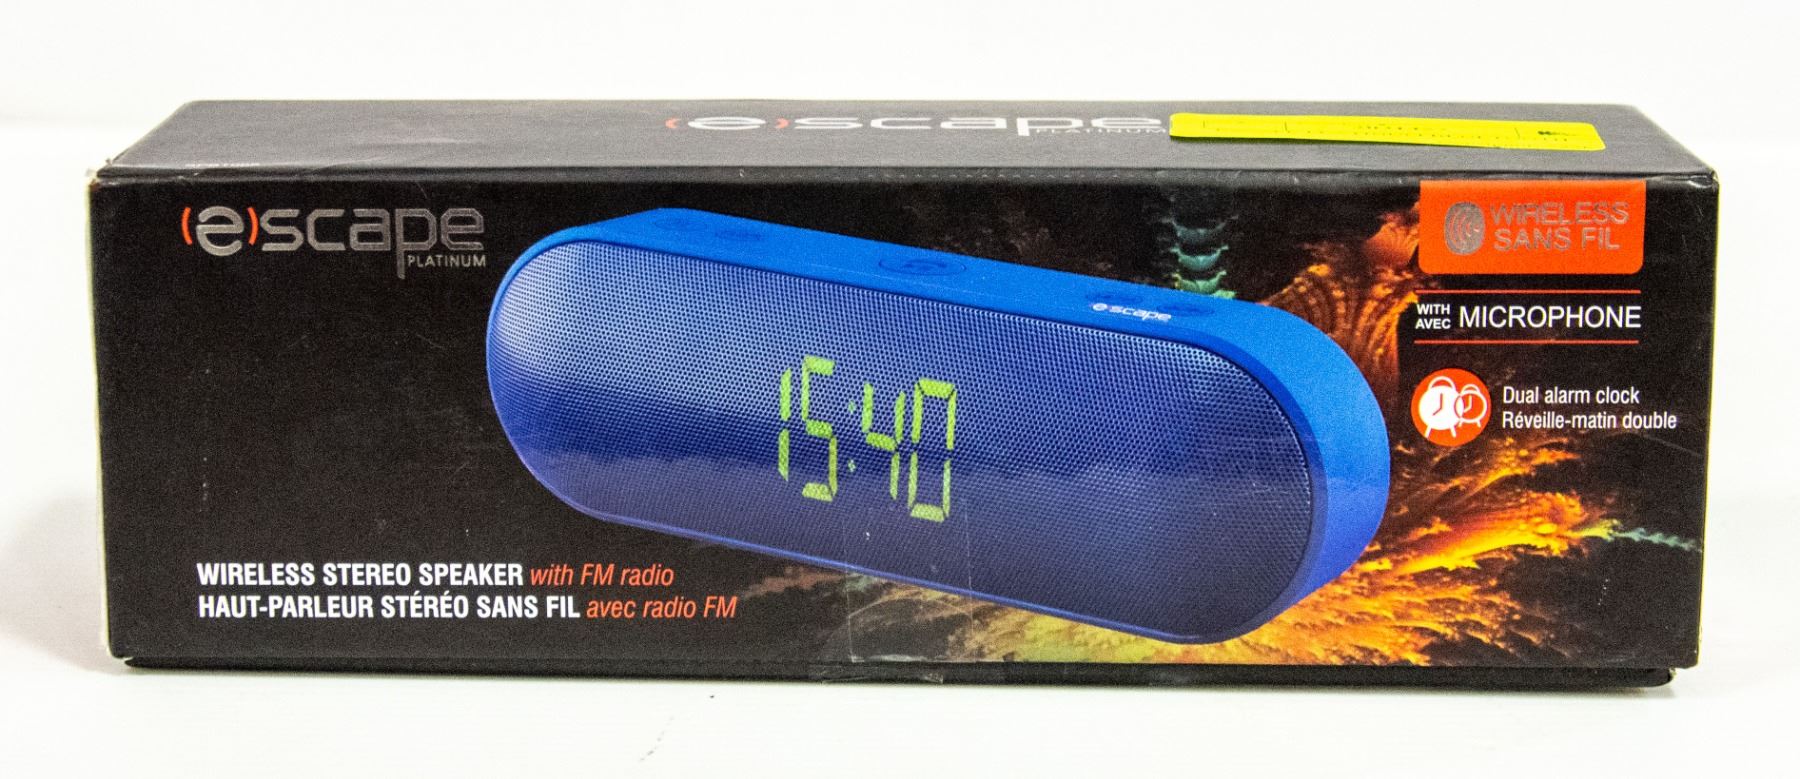 (e)scape
PLATINUM
(e)scape
PLATINUM
WIRELESS
SANS FIL
WITH
AVEC MICROPHONE
Dual alarm clock
Réveille-matin double
escape
15:40
WIRELESS STEREO SPEAKER with FM radio
HAUT-PARLEUR STÉRÉO SANS FIL avec radio FM